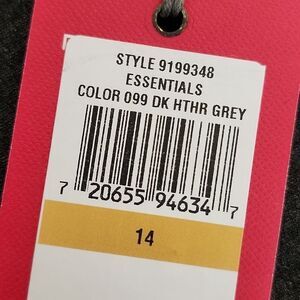 STYLE 9199348
ESSENTIALS
COLOR 099 DK HTHR GREY
7 20655 94634 7
14